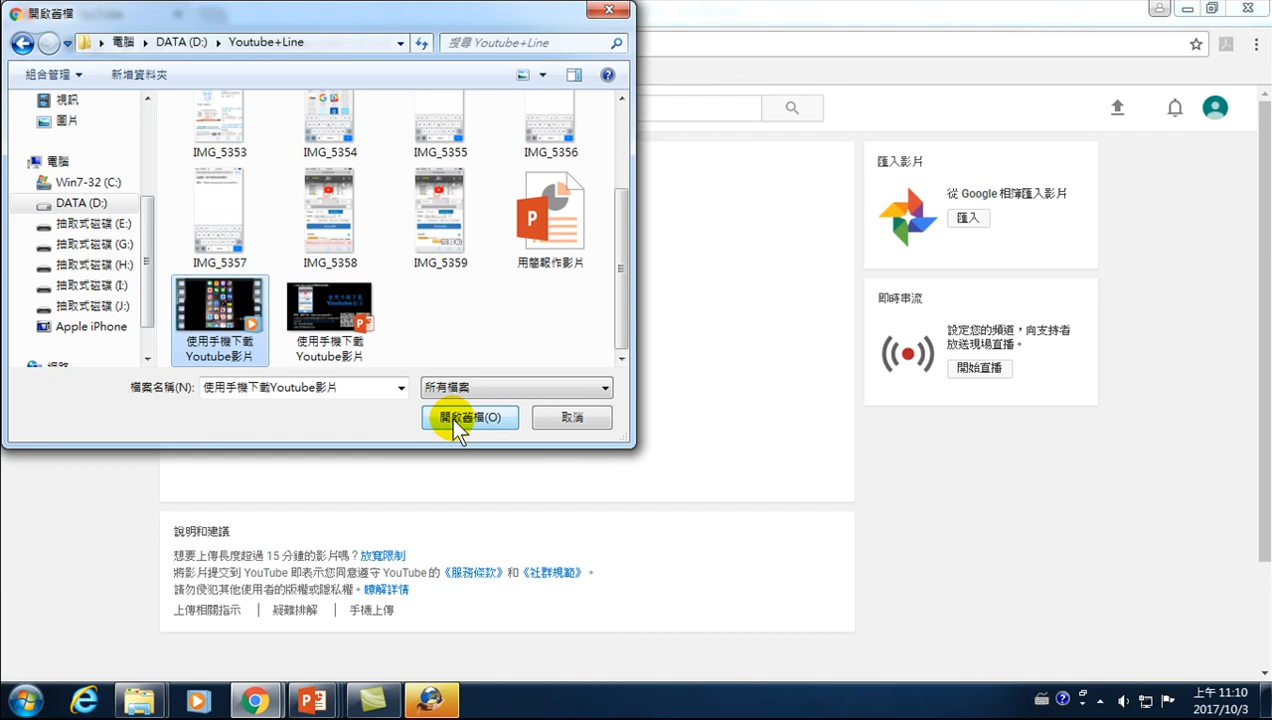 開啟舊檔
電腦 DATA (D:) Youtube+Line
搜尋 Youtube+Line
組合管理
新增資料夾
視訊
圖片
電腦
Win7-32 (C:)
DATA (D:)
抽取式磁碟 (E:)
抽取式磁碟 (G:)
抽取式磁碟 (H:)
抽取式磁碟 (I:)
抽取式磁碟 (J:)
Apple iPhone
IMG_5353
IMG_5354
IMG_5355
IMG_5356
IMG_5357
IMG_5358
IMG_5359
用簡報作影片
使用手機下載
Youtube影片
使用手機下載
Youtube影片
檔案名稱(N):
使用手機下載Youtube影片
所有檔案
開啟舊檔(O)
取消
匯入影片
從 Google 相簿匯入影片
匯入
即時串流
設定您的頻道，向支持者
放送現場直播。
開始直播
說明和建議
想要上傳長度超過 15 分鐘的影片嗎？放寬限制
將影片提交到 YouTube 即表示您同意遵守 YouTube 的《服務條款》和《社群規範》。
請勿侵犯其他使用者的版權或隱私權。瞭解詳情
上傳相關指示 | 疑難排解 | 手機上傳
上午 11:10
2017/10/3